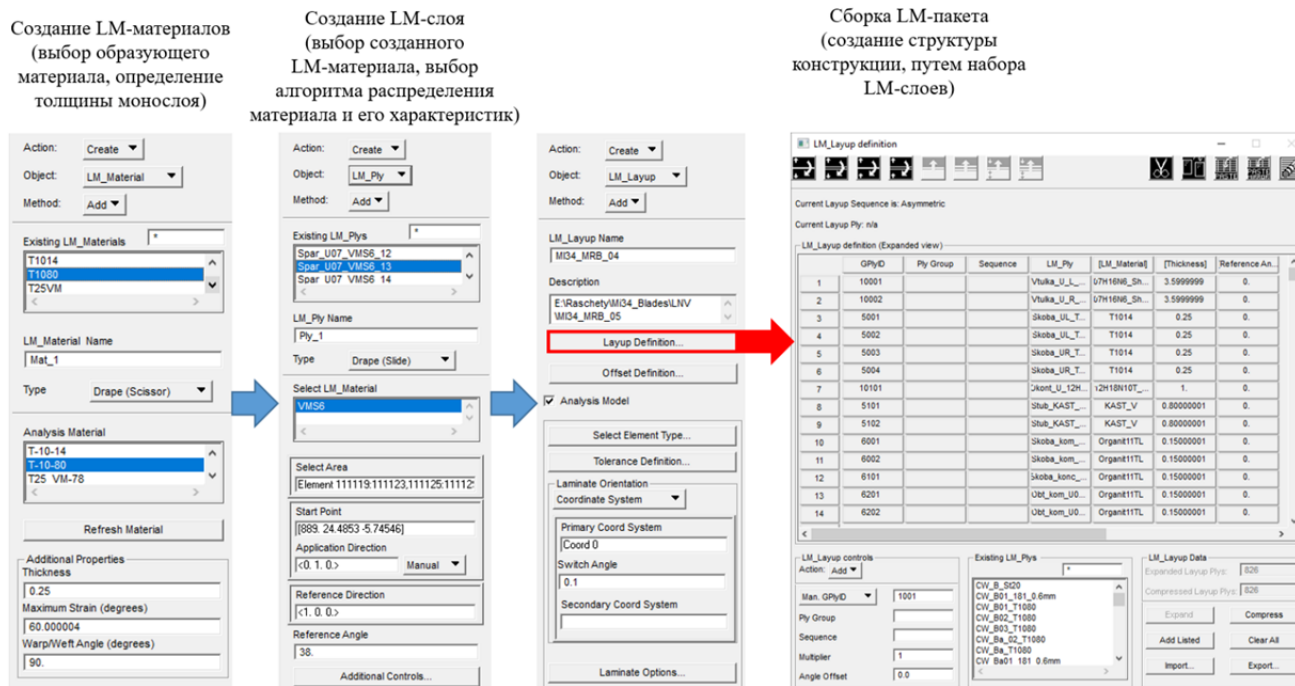 Создание LM-материалов
(выбор образующего
материала, определение
толщины монослоя)
Создание LM-слоя
(выбор созданного
LM-материала, выбор
алгоритма распределения
материала и его характеристик)
Сборка LM-пакета
(создание структуры
конструкции, путем набора
LM-слоев)
Action: Create
Object: LM_Material
Method: Add
Existing LM_Materials *
T1014
T1080
T25VM
LM_Material Name
Mat_1
Type Drape (Scissor)
Analysis Material
T-10-14
T-10-80
T25_VM-78
Refresh Material
Additional Properties
Thickness
0.25
Maximum Strain (degrees)
60.000004
Warp/Weft Angle (degrees)
90.
Action: Create
Object: LM_Ply
Method: Add
Existing LM_Plys *
Spar_U07_VMS6_12
Spar_U07_VMS6_13
Spar_U07_VMS6_14
LM_Ply Name
Ply_1
Type Drape (Slide)
Select LM_Material
VMS6
Select Area
Element 111119:111123,111125:11112
Start Point
[889. 24.4853 -5.74546]
Application Direction
<0. 1. 0.> Manual
Reference Direction
<1. 0. 0.>
Reference Angle
38.
Additional Controls...
Action: Create
Object: LM_Layup
Method: Add
LM_Layup Name
MI34_MRB_04
Description
E:\Raschety\Mi34_Blades\LNV
\MI34_MRB_05
Layup Definition...
Offset Definition...
Analysis Model
Select Element Type...
Tolerance Definition...
Laminate Orientation
Coordinate System
Primary Coord System
Coord 0
Switch Angle
0.1
Secondary Coord System
Laminate Options...
LM_Layup definition
Current Layup Sequence is: Asymmetric
Current Layup Ply: n/a
LM_Layup definition (Expanded view)
GPlyID Ply Group Sequence LM_Ply [LM_Material] [Thickness] Reference An...
1 10001 Vtulka_U_L_... 3.5999999 0.
2 10002 Vtulka_U_R_... 3.5999999 0.
3 5001 Skoba_UL_T... T1014 0.25 0.
4 5002 Skoba_UL_T... T1014 0.25 0.
5 5003 Skoba_UR_T... T1014 0.25 0.
6 5004 Skoba_UR_T... T1014 0.25 0.
7 10101 1. 0.
8 5101 Stub_KAST_... KAST_V 0.80000001 0.
9 5102 Stub_KAST_... KAST_V 0.80000001 0.
10 6001 Skoba_kom_... Organit11TL 0.15000001 0.
11 6002 Skoba_kom_... Organit11TL 0.15000001 0.
12 6101 Skoba_konc_... Organit11TL 0.15000001 0.
13 6201 Obt_kom_U0... Organit11TL 0.15000001 0.
14 6202 Obt_kom_U0... Organit11TL 0.15000001 0.
LM_Layup controls
Action: Add
Man. GPlyID 1001
Ply Group
Sequence
Multiplier 1
Angle Offset 0.0
Existing LM_Plys
*
CW_B_St20
CW_B01_181_0.6mm
CW_B01_T1080
CW_B02_T1080
CW_B03_T1080
CW_Ba_02_T1080
CW_Ba_T1080
CW_Ba01_181_0.6mm
LM_Layup Data
Expanded Layup Plys: 826
Compressed Layup Plys: 826
Expand Compress
Add Listed Clear All
Import... Export...